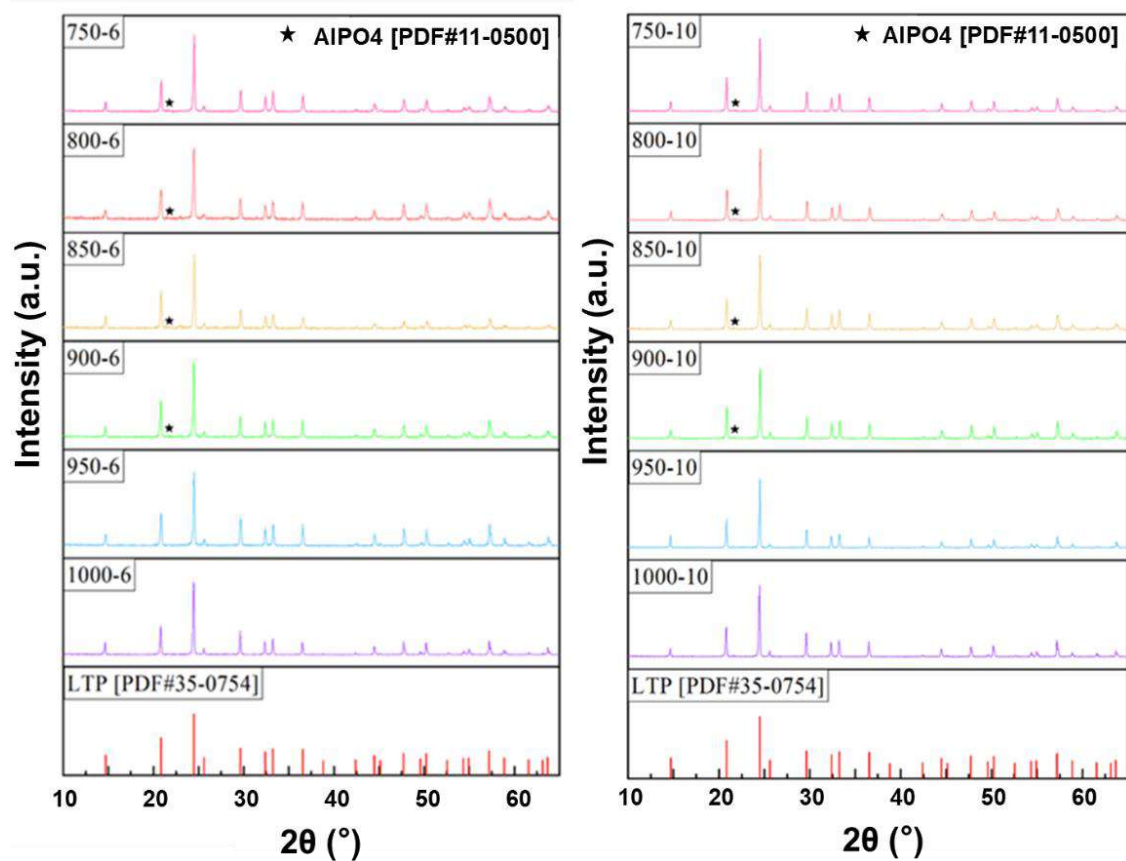 750-6
★ AlPO4 [PDF#11-0500]
800-6
850-6
900-6
950-6
1000-6
LTP [PDF#35-0754]
Intensity (a.u.)
10 20 30 40 50 60
2θ (°)
750-10
★ AlPO4 [PDF#11-0500]
800-10
850-10
900-10
950-10
1000-10
LTP [PDF#35-0754]
Intensity (a.u.)
10 20 30 40 50 60
2θ (°)